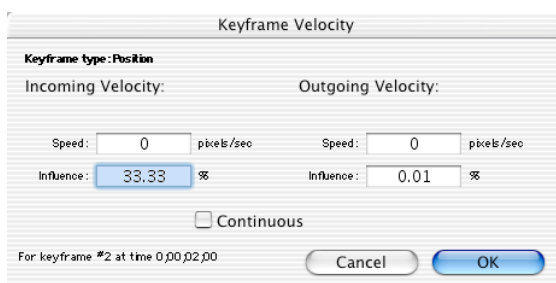 Keyframe Velocity
Keyframe type: Position
Incoming Velocity: Outgoing Velocity:
Speed: 0 pixels/sec Speed: 0 pixels/sec
Influence: 33.33 % Influence: 0.01 %
Continuous
For keyframe #2 at time 0;00;02;00 Cancel OK